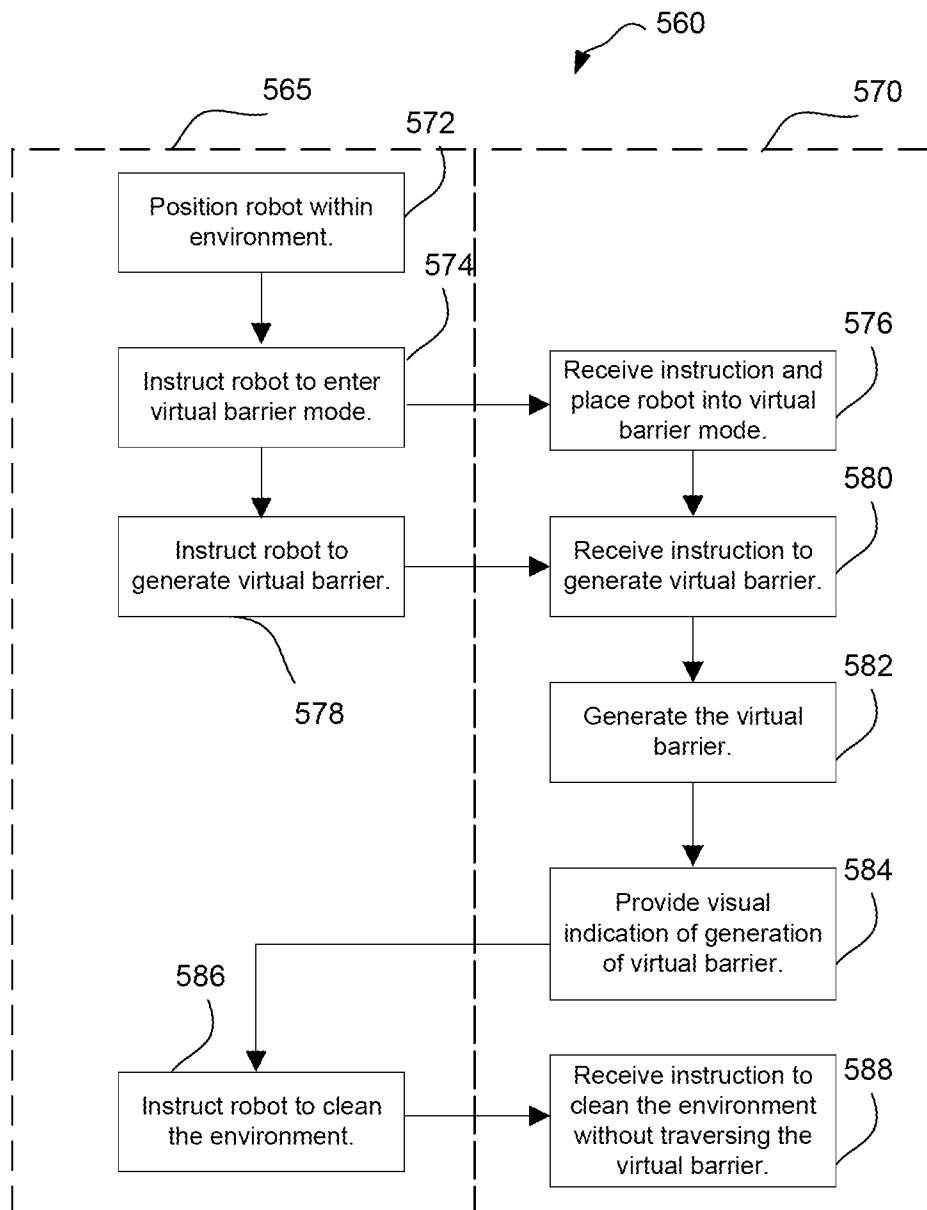 560
565
570
572
Position robot within
environment.
574
Instruct robot to enter
virtual barrier mode.
576
Receive instruction and
place robot into virtual
barrier mode.
Instruct robot to
generate virtual barrier.
578
580
Receive instruction to
generate virtual barrier.
582
Generate the virtual
barrier.
584
Provide visual
indication of generation
of virtual barrier.
586
Instruct robot to clean
the environment.
588
Receive instruction to
clean the environment
without traversing the
virtual barrier.